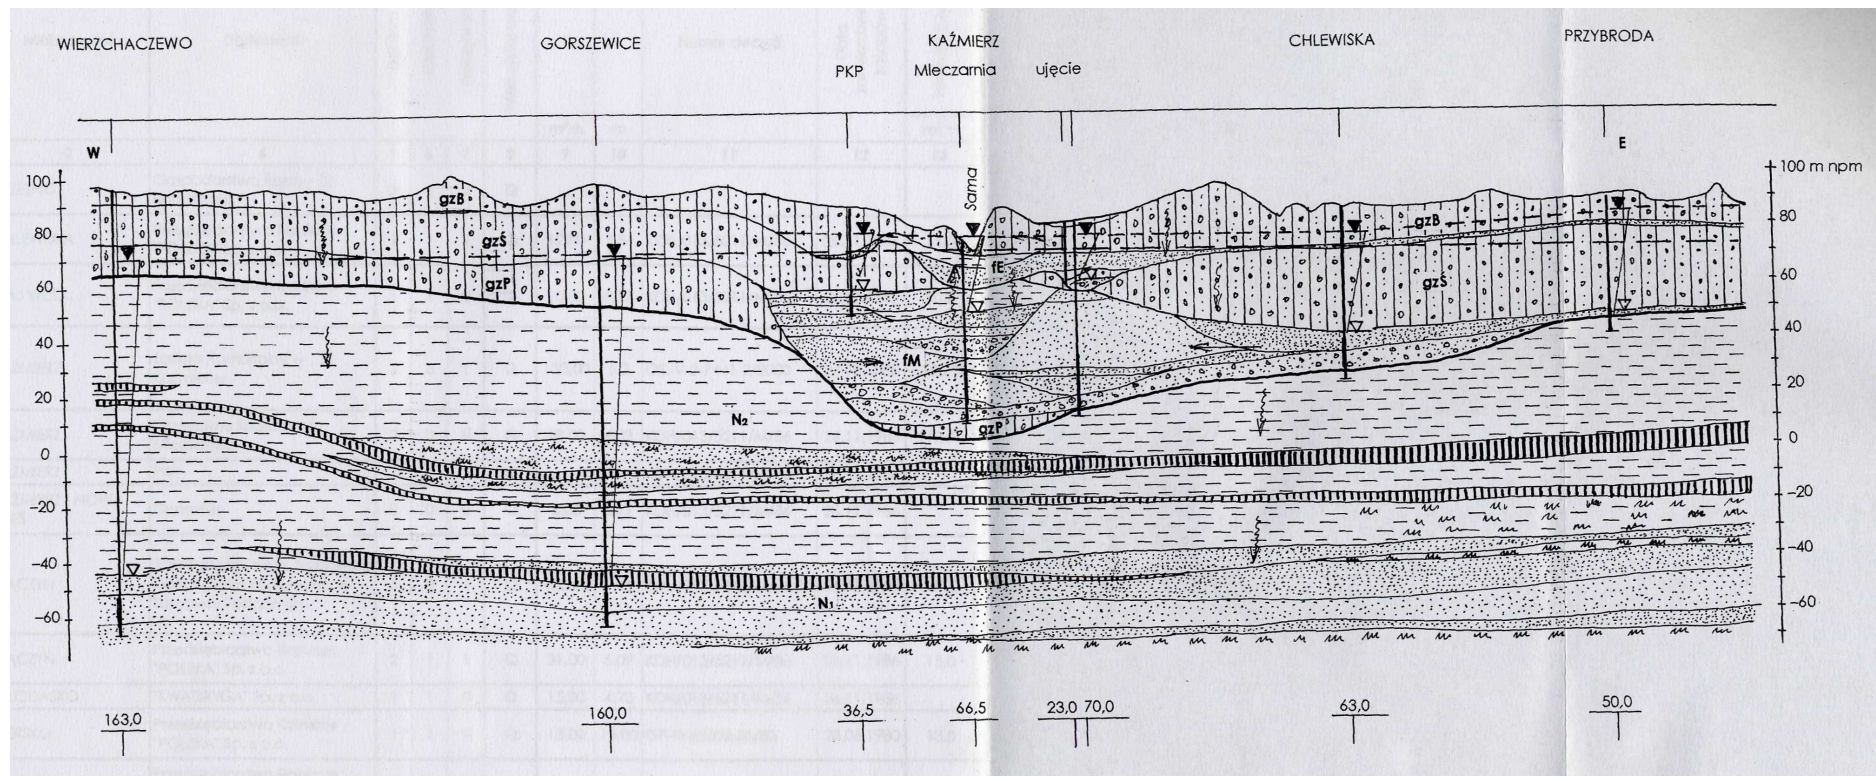 WIERZCHACZEWO GORSZEWICE KAŹMIERZ CHLEWISKA PRZYBRODA
PKP Mleczarnia ujęcie
W E
100 100 m npm
80 80
60 60
40 40
20 20
0 0
−20 −20
−40 −40
−60 −60
Sama
gzB gzB
gzŚ gzŚ
gzP
fE
fM
N₂
gzP
N₁
163,0 160,0 36,5 66,5 23,0 70,0 63,0 50,0